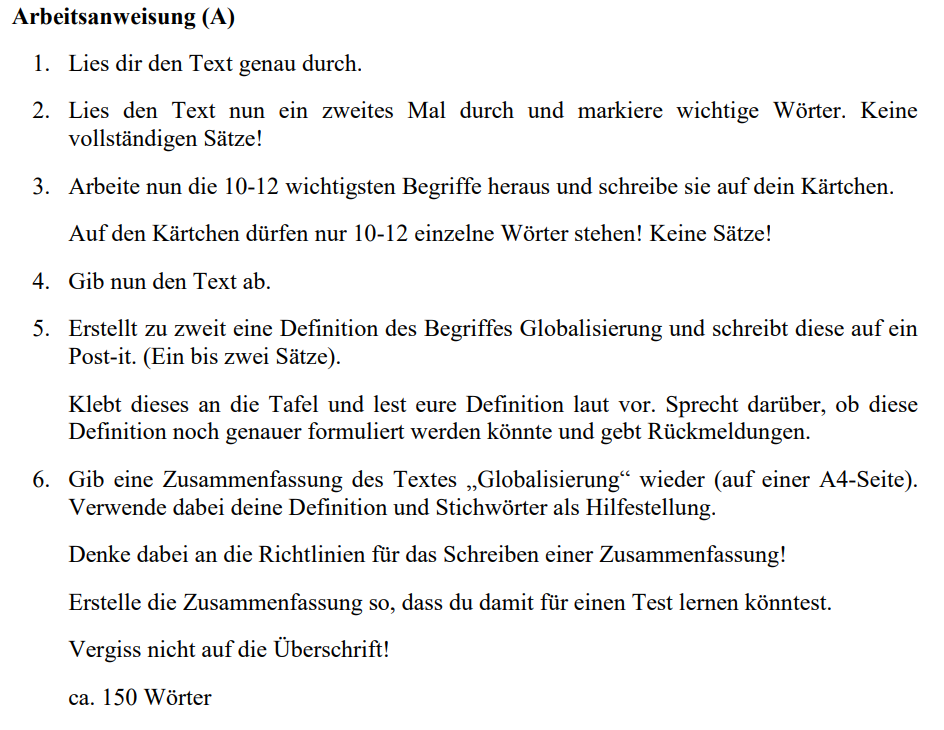 Arbeitsanweisung (A)
1. Lies dir den Text genau durch.
2. Lies den Text nun ein zweites Mal durch und markiere wichtige Wörter. Keine
vollständigen Sätze!
3. Arbeite nun die 10-12 wichtigsten Begriffe heraus und schreibe sie auf dein Kärtchen.
Auf den Kärtchen dürfen nur 10-12 einzelne Wörter stehen! Keine Sätze!
4. Gib nun den Text ab.
5. Erstellt zu zweit eine Definition des Begriffes Globalisierung und schreibt diese auf ein
Post-it. (Ein bis zwei Sätze).
Klebt dieses an die Tafel und lest eure Definition laut vor. Sprecht darüber, ob diese
Definition noch genauer formuliert werden könnte und gebt Rückmeldungen.
6. Gib eine Zusammenfassung des Textes „Globalisierung“ wieder (auf einer A4-Seite).
Verwende dabei deine Definition und Stichwörter als Hilfestellung.
Denke dabei an die Richtlinien für das Schreiben einer Zusammenfassung!
Erstelle die Zusammenfassung so, dass du damit für einen Test lernen könntest.
Vergiss nicht auf die Überschrift!
ca. 150 Wörter